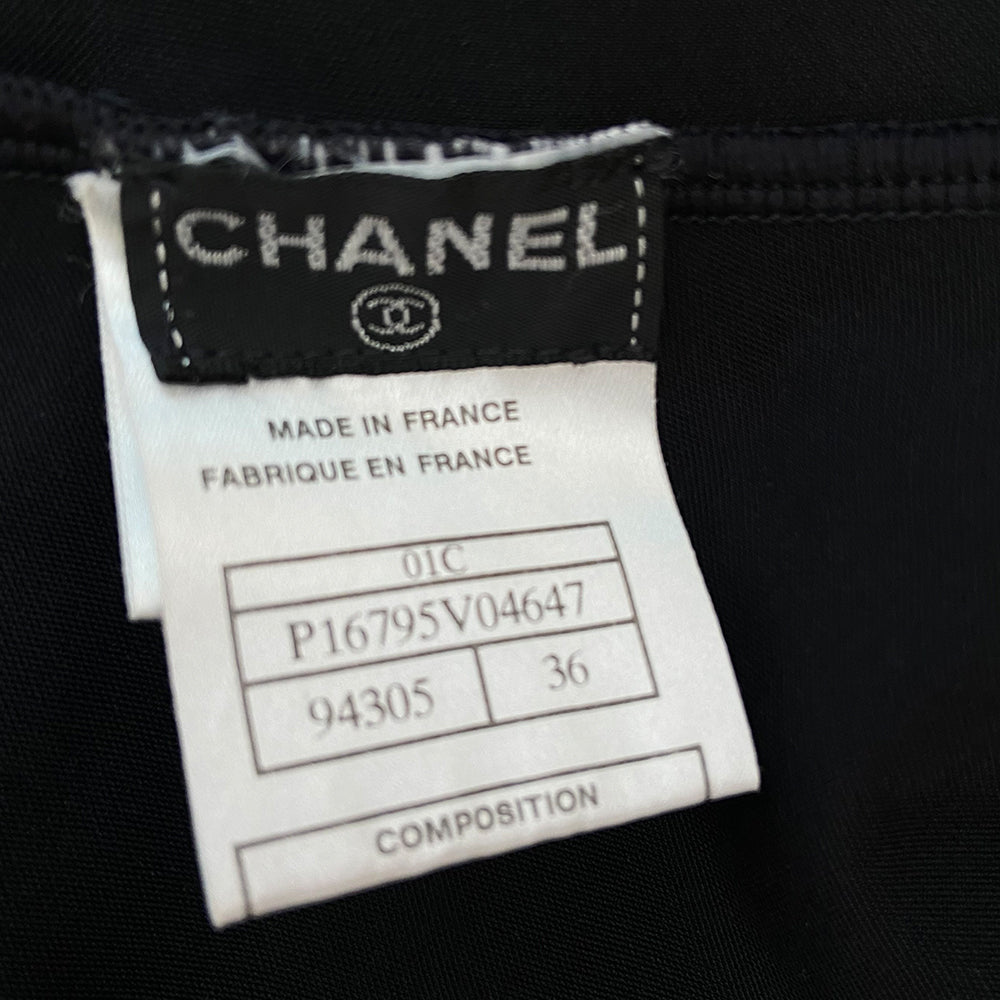 CHANEL
MADE IN FRANCE
FABRIQUE EN FRANCE
01C
P16795V04647
94305 36
COMPOSITION